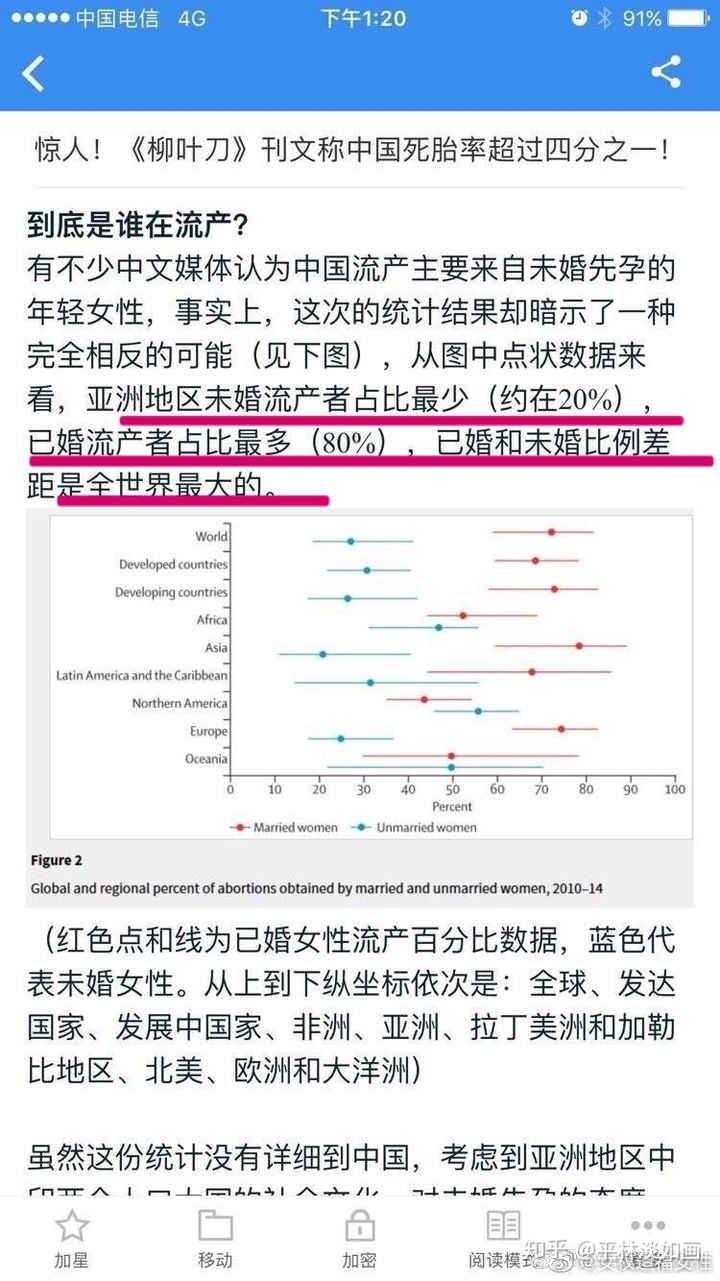 中国电信 4G 下午1:20 91%
惊人！《柳叶刀》刊文称中国死胎率超过四分之一！
到底是谁在流产？
有不少中文媒体认为中国流产主要来自未婚先孕的
年轻女性，事实上，这次的统计结果却暗示了一种
完全相反的可能（见下图），从图中点状数据来
看，亚洲地区未婚流产者占比最少（约在20%），
已婚流产者占比最多（80%），已婚和未婚比例差
距是全世界最大的。
World
Developed countries
Developing countries
Africa
Asia
Latin America and the Caribbean
Northern America
Europe
Oceania
0 10 20 30 40 50 60 70 80 90 100
Percent
Married women Unmarried women
Figure 2
Global and regional percent of abortions obtained by married and unmarried women, 2010–14
（红色点和线为已婚女性流产百分比数据，蓝色代
表未婚女性。从上到下纵坐标依次是：全球、发达
国家、发展中国家、非洲、亚洲、拉丁美洲和加勒
比地区、北美、欧洲和大洋洲）
虽然这份统计没有详细到中国，考虑到亚洲地区中
加星 移动 加密 阅读模式
知乎 @平林淡如画